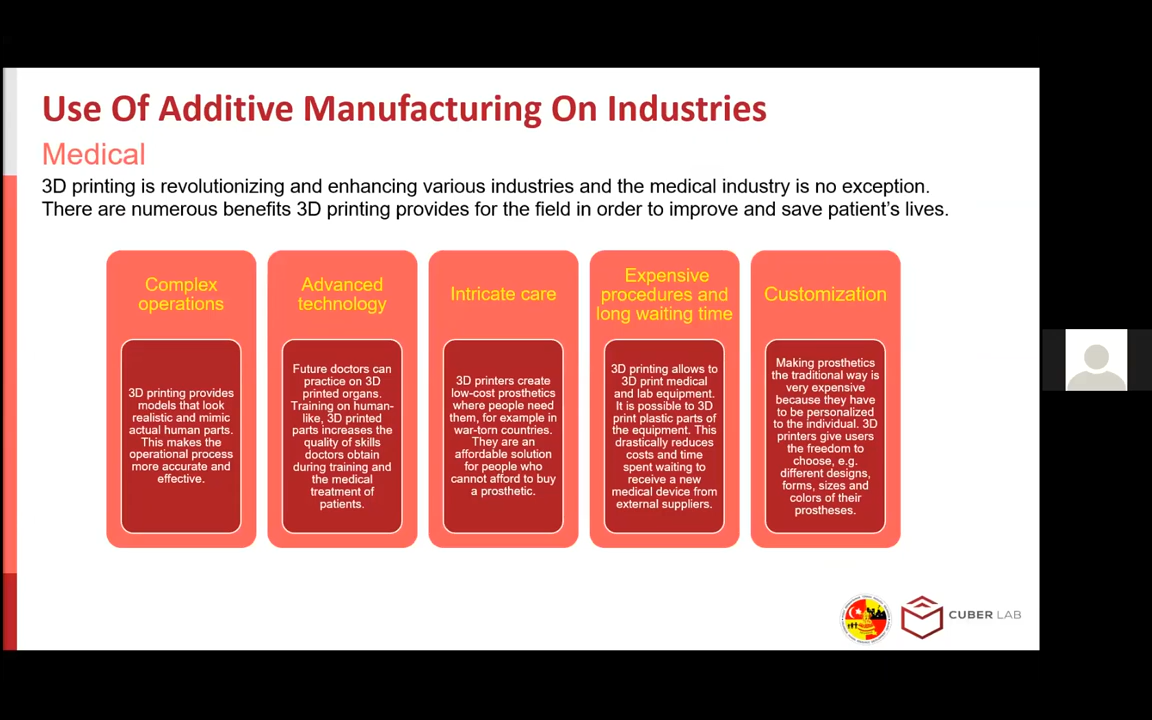 Use Of Additive Manufacturing On Industries
Medical
3D printing is revolutionizing and enhancing various industries and the medical industry is no exception.
There are numerous benefits 3D printing provides for the field in order to improve and save patient's lives.
Complex
operations
3D printing provides
models that look
realistic and mimic
actual human parts.
This makes the
operational process
more accurate and
effective.
Advanced
technology
Future doctors can
practice on 3D
printed organs.
Training on human-
like, 3D printed
parts increases the
quality of skills
doctors obtain
during training and
the medical
treatment of
patients.
Intricate care
3D printers create
low-cost prosthetics
where people need
them, for example in
war-torn countries.
They are an
affordable solution
for people who
cannot afford to buy
a prosthetic.
Expensive
procedures and
long waiting time
3D printing allows to
3D print medical
and lab equipment.
It is possible to 3D
print plastic parts of
the equipment. This
drastically reduces
costs and time
spent waiting to
receive a new
medical device from
external suppliers.
Customization
Making prosthetics
the traditional way is
very expensive
because they have
to be personalized
to the individual. 3D
printers give users
the freedom to
choose, e.g.
different designs,
forms, sizes and
colors of their
prostheses.
CUBER LAB